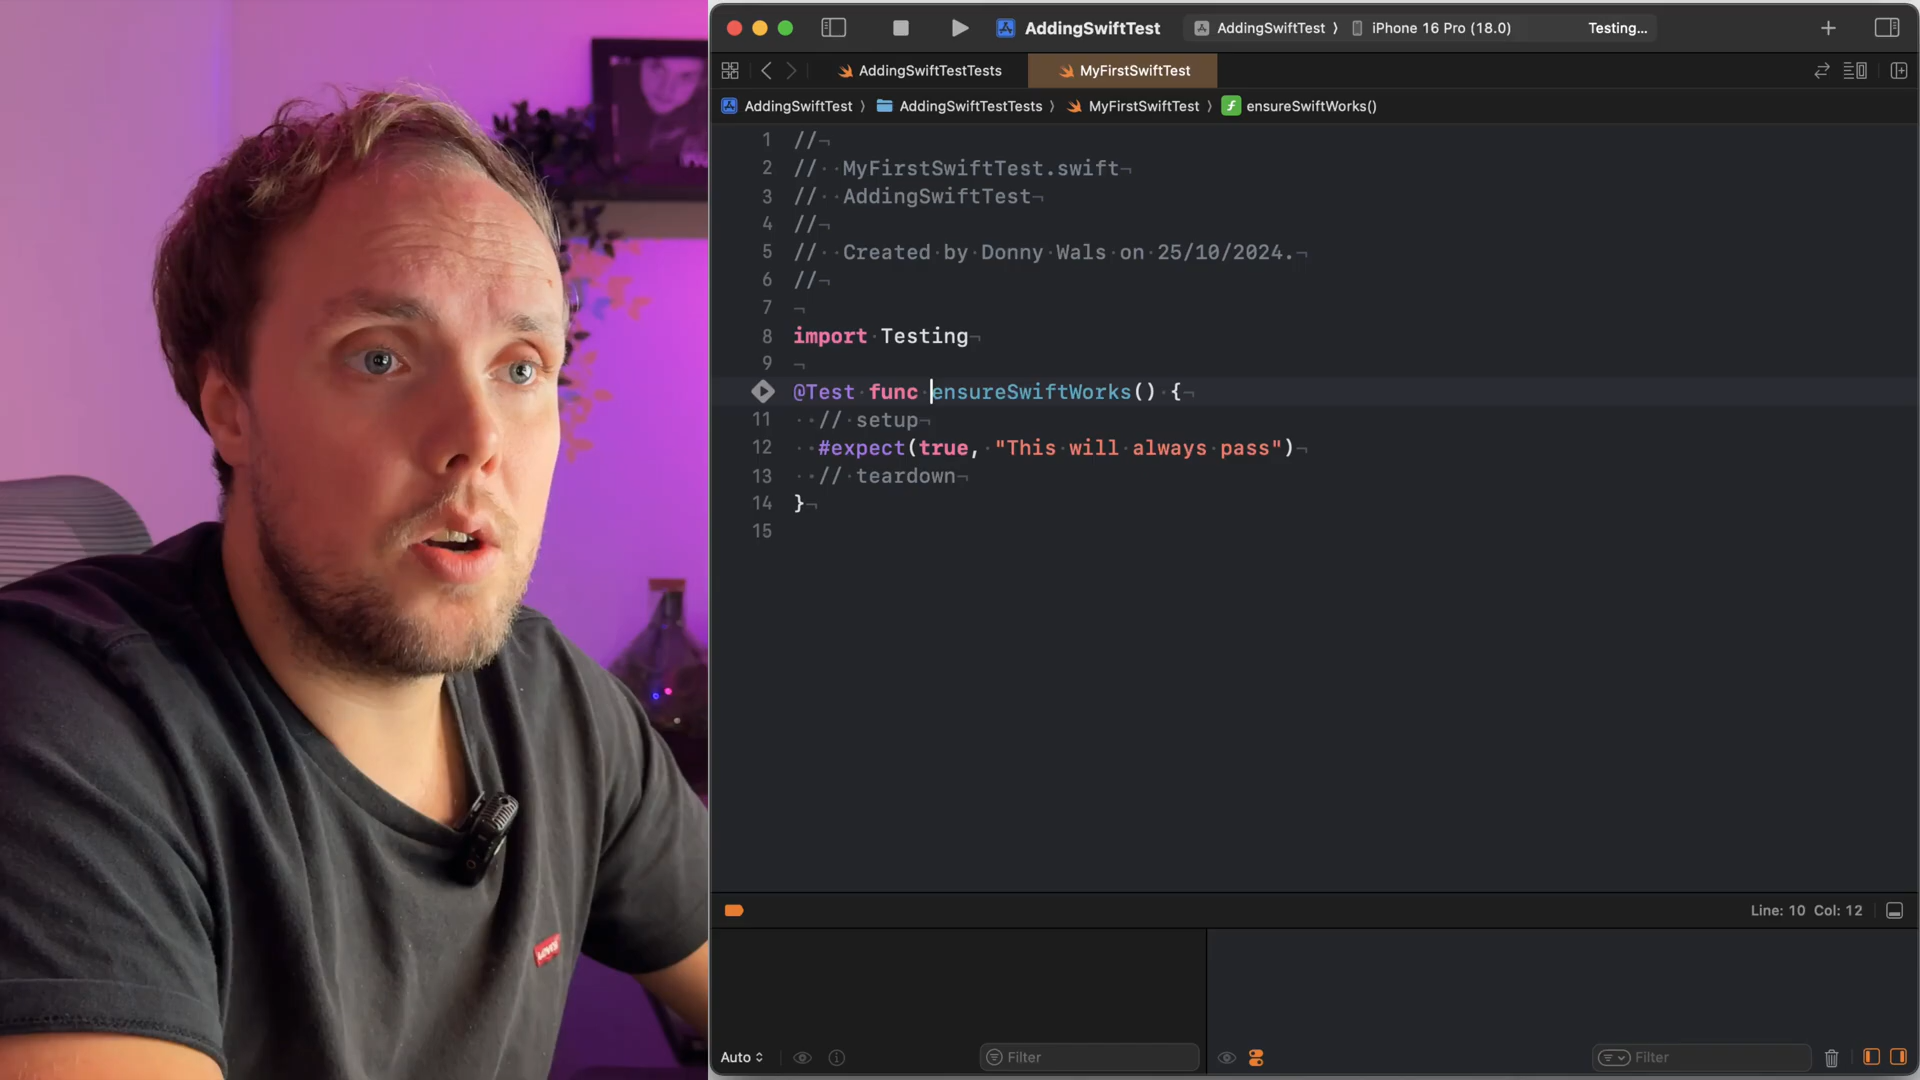 AddingSwiftTest
AddingSwiftTest 〉 iPhone 16 Pro (18.0)
Testing...
AddingSwiftTestTests
MyFirstSwiftTest
AddingSwiftTest 〉 AddingSwiftTestTests 〉 MyFirstSwiftTest 〉 ensureSwiftWorks()
1 //
2 // MyFirstSwiftTest.swift
3 // AddingSwiftTest
4 //
5 // Created by Donny Wals on 25/10/2024.
6 //
7
8 import Testing
9
@Test func ensureSwiftWorks() {
11 // setup
12 #expect(true, "This will always pass")
13 // teardown
14 }
15
Line: 10 Col: 12
Auto
Filter
Filter
Levi's